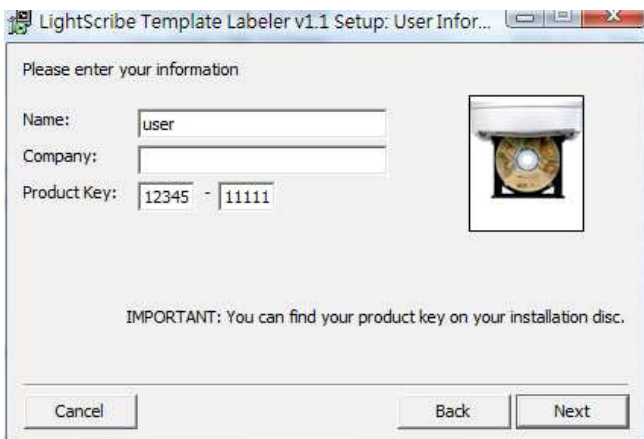 LightScribe Template Labeler v1.1 Setup: User Infor...
Please enter your information
Name: user
Company:
Product Key: 12345 - 11111
IMPORTANT: You can find your product key on your installation disc.
Cancel Back Next